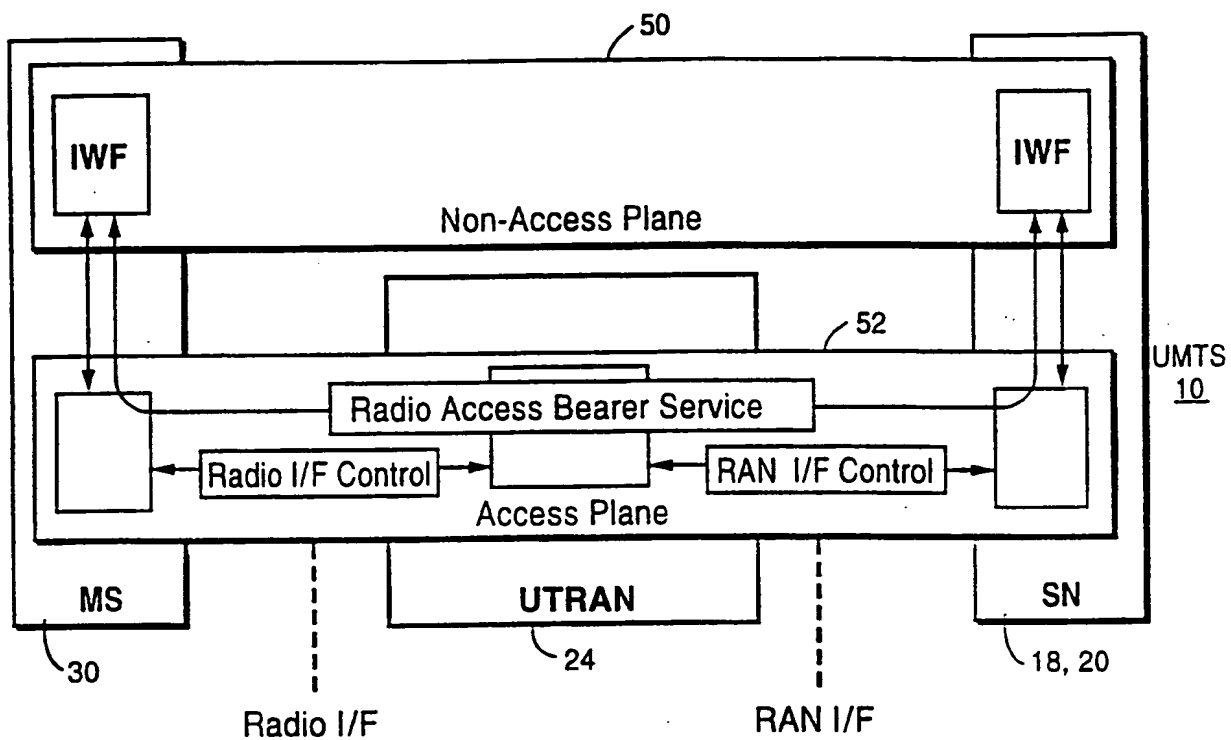 50
IWF
IWF
Non-Access Plane
52
UMTS
10
Radio Access Bearer Service
Radio I/F Control
RAN I/F Control
Access Plane
MS
UTRAN
SN
30
24
18, 20
Radio I/F
RAN I/F